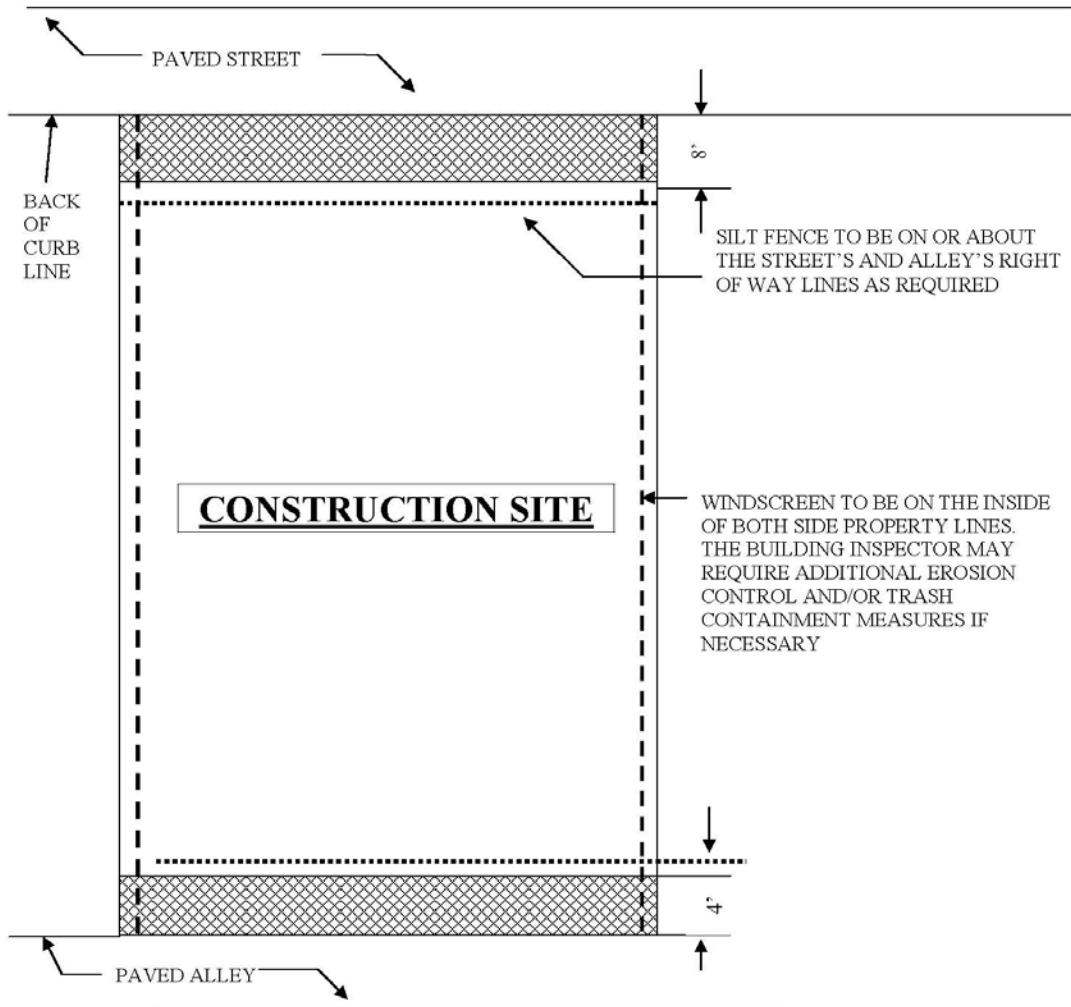 PAVED STREET
8’
BACK
OF
CURB
LINE
SILT FENCE TO BE ON OR ABOUT
THE STREET’S AND ALLEY’S RIGHT
OF WAY LINES AS REQUIRED
CONSTRUCTION SITE
WINDSCREEN TO BE ON THE INSIDE
OF BOTH SIDE PROPERTY LINES.
THE BUILDING INSPECTOR MAY
REQUIRE ADDITIONAL EROSION
CONTROL AND/OR TRASH
CONTAINMENT MEASURES IF
NECESSARY
4’
PAVED ALLEY